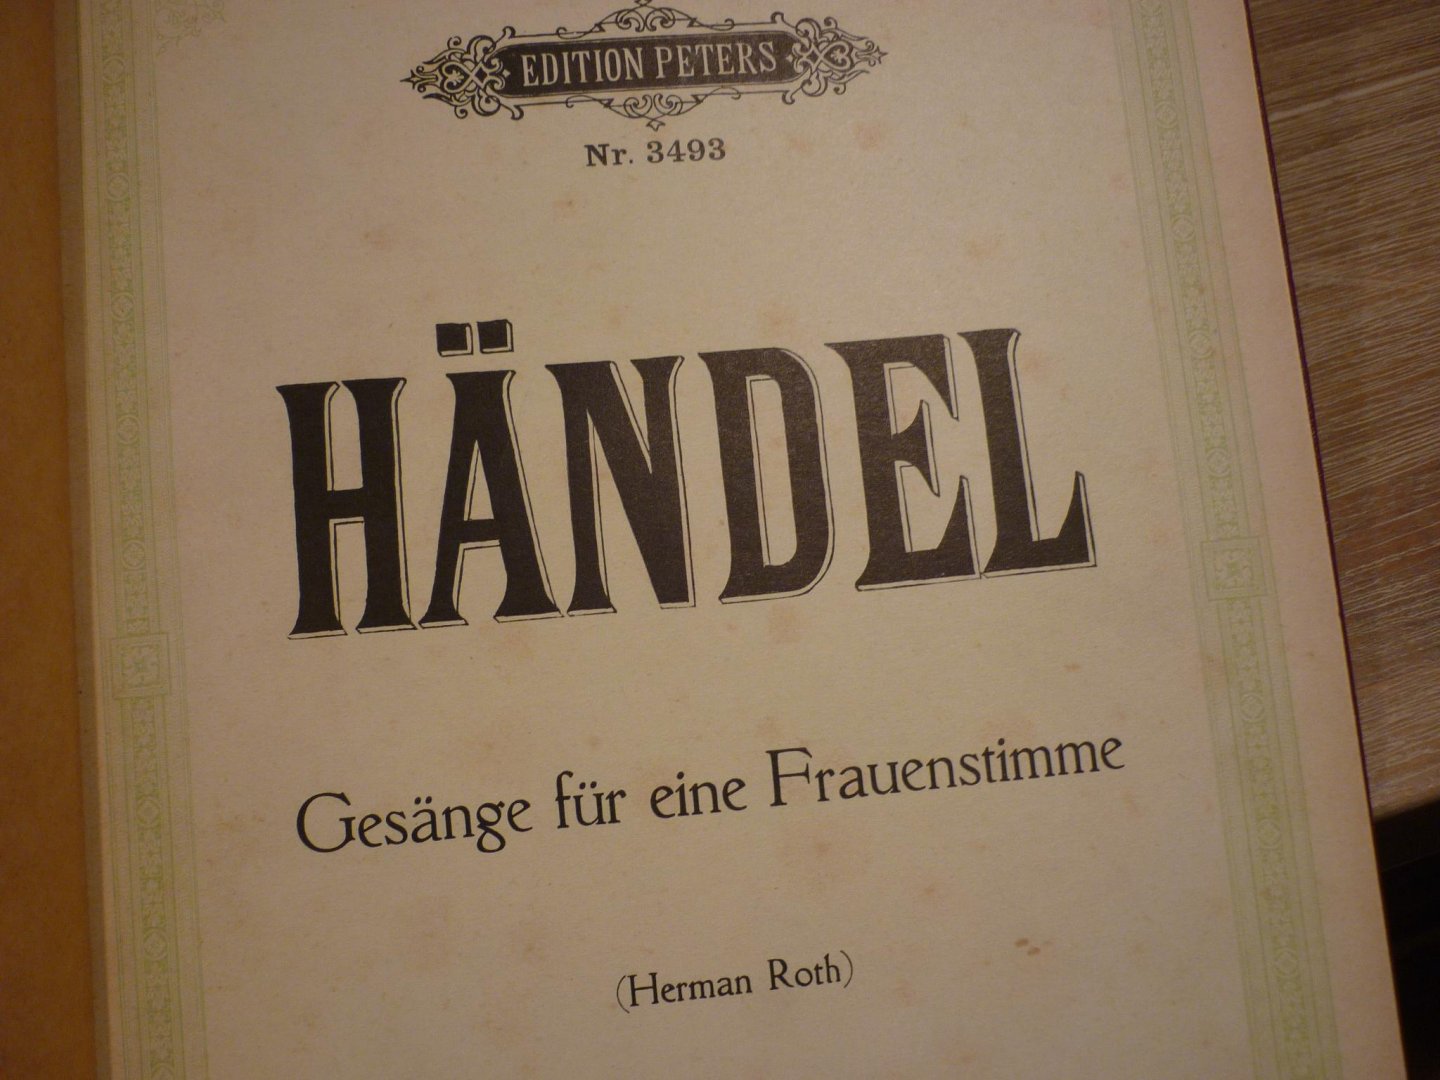 EDITION PETERS
Nr. 3493
HÄNDEL
Gesänge für eine Frauenstimme
(Herman Roth)